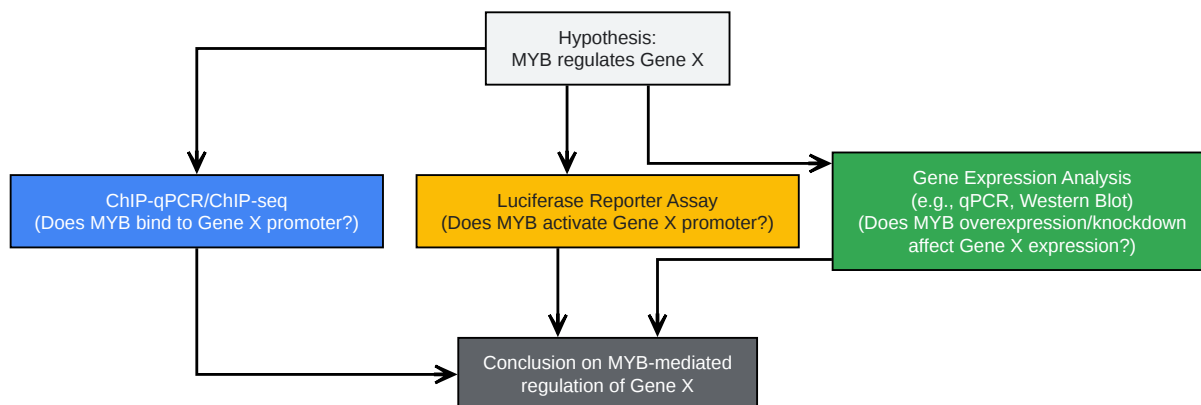 Hypothesis:
MYB regulates Gene X
ChIP-qPCR/ChIP-seq
(Does MYB bind to Gene X promoter?)
Luciferase Reporter Assay
(Does MYB activate Gene X promoter?)
Gene Expression Analysis
(e.g., qPCR, Western Blot)
(Does MYB overexpression/knockdown
affect Gene X expression?)
Conclusion on MYB-mediated
regulation of Gene X